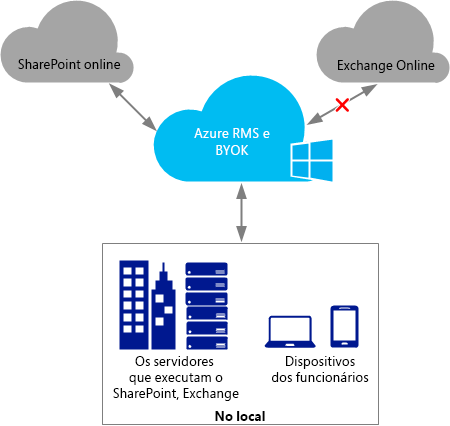 SharePoint online
Exchange Online
Azure RMS e
BYOK
Os servidores
que executam o
SharePoint, Exchange
Dispositivos
dos funcionários
No local